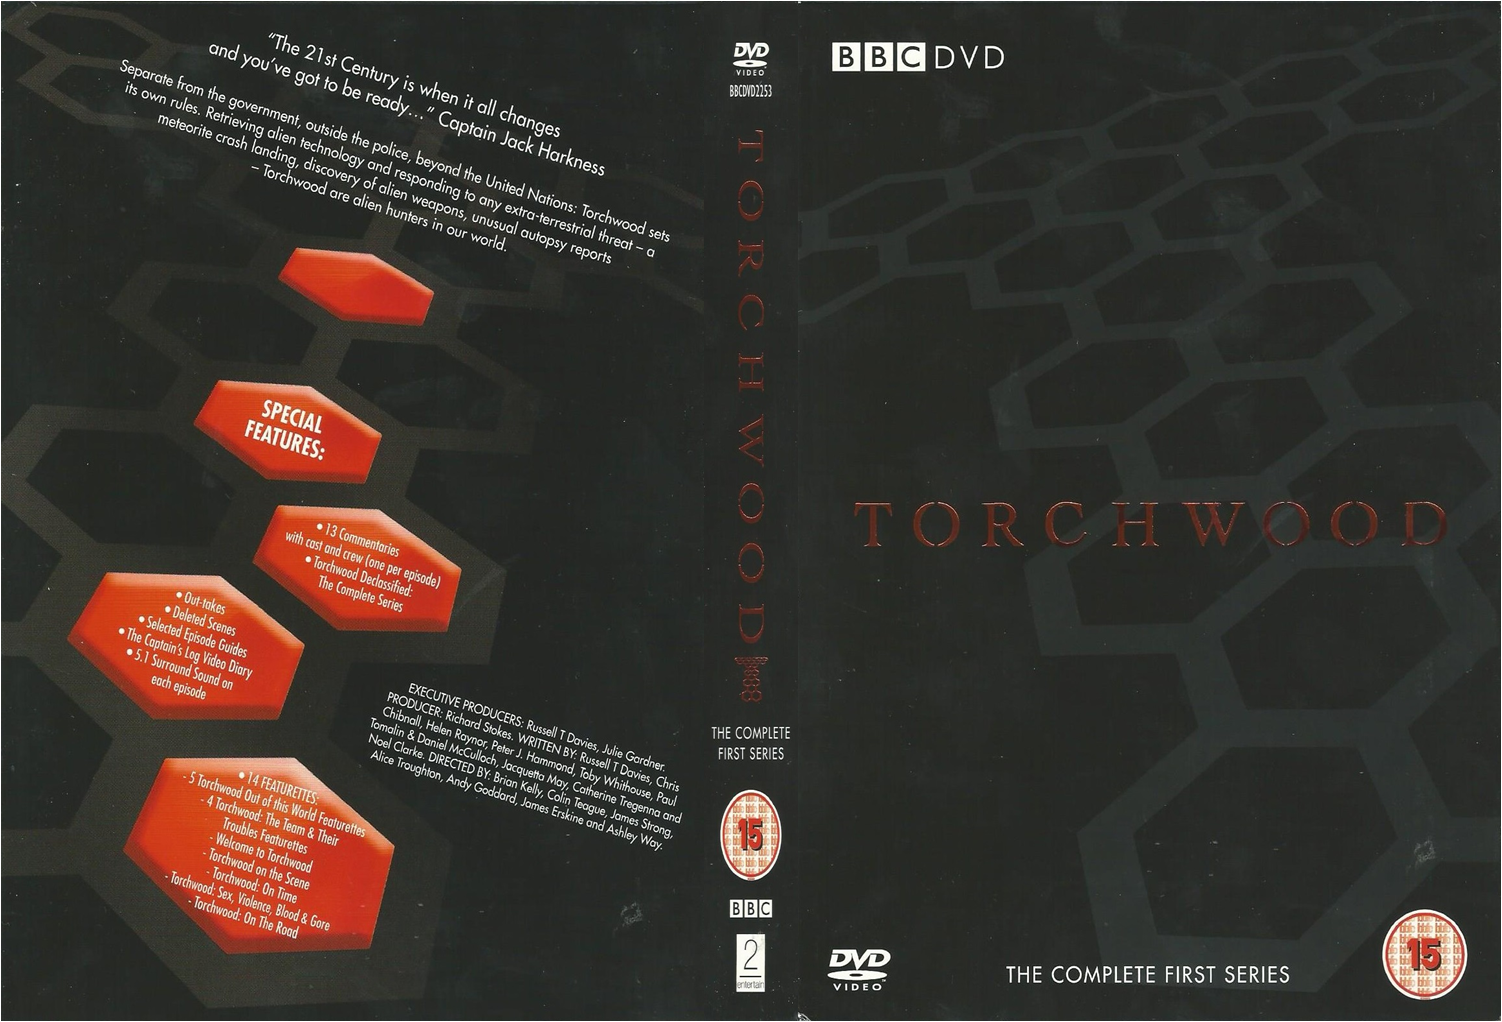 "The 21st Century is when it all changes
and you've got to be ready..." Captain Jack Harkness
Separate from the government, outside the police, beyond the United Nations: Torchwood sets
its own rules. Retrieving alien technology and responding to any extra-terrestrial threat – a
meteorite crash landing, discovery of alien weapons, unusual autopsy reports
– Torchwood are alien hunters in our world.
SPECIAL
FEATURES:
• 13 Commentaries
with cast and crew (one per episode)
• Torchwood Declassified:
The Complete Series
• Out-takes
• Deleted Scenes
• Selected Episode Guides
• The Captain's Log Video Diary
• 5.1 Surround Sound on
each episode
• 14 FEATURETTES:
- 5 Torchwood Out of this World Featurettes
- 4 Torchwood: The Team & Their
Troubles Featurettes
- Welcome to Torchwood
- Torchwood on the Scene
- Torchwood: On Time
- Torchwood: Sex, Violence, Blood & Gore
- Torchwood: On The Road
EXECUTIVE PRODUCERS: Russell T Davies, Julie Gardner.
PRODUCER: Richard Stokes. WRITTEN BY: Russell T Davies, Chris
Chibnall, Helen Raynor, Peter J. Hammond, Toby Whithouse, Paul
Tomalin & Daniel McCulloch, Jacquetta May, Catherine Tregenna and
Noel Clarke. DIRECTED BY: Brian Kelly, Colin Teague, James Strong,
Alice Troughton, Andy Goddard, James Erskine and Ashley Way.
DVD
VIDEO
BBCDVD2253
TORCHWOOD
THE COMPLETE
FIRST SERIES
15
BBC
2
entertain
BBC DVD
TORCHWOOD
DVD
VIDEO
THE COMPLETE FIRST SERIES
15